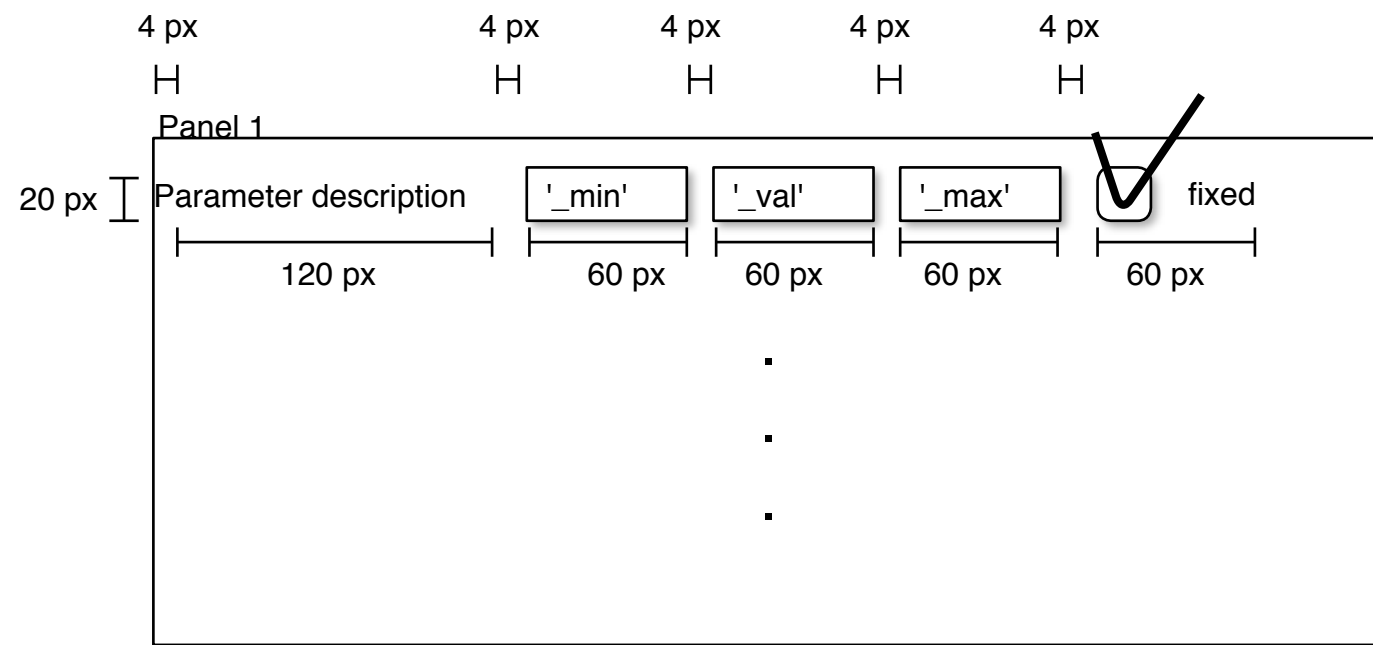 4 px 4 px 4 px 4 px 4 px
Panel 1
20 px Parameter description '_min' '_val' '_max' fixed
120 px 60 px 60 px 60 px 60 px